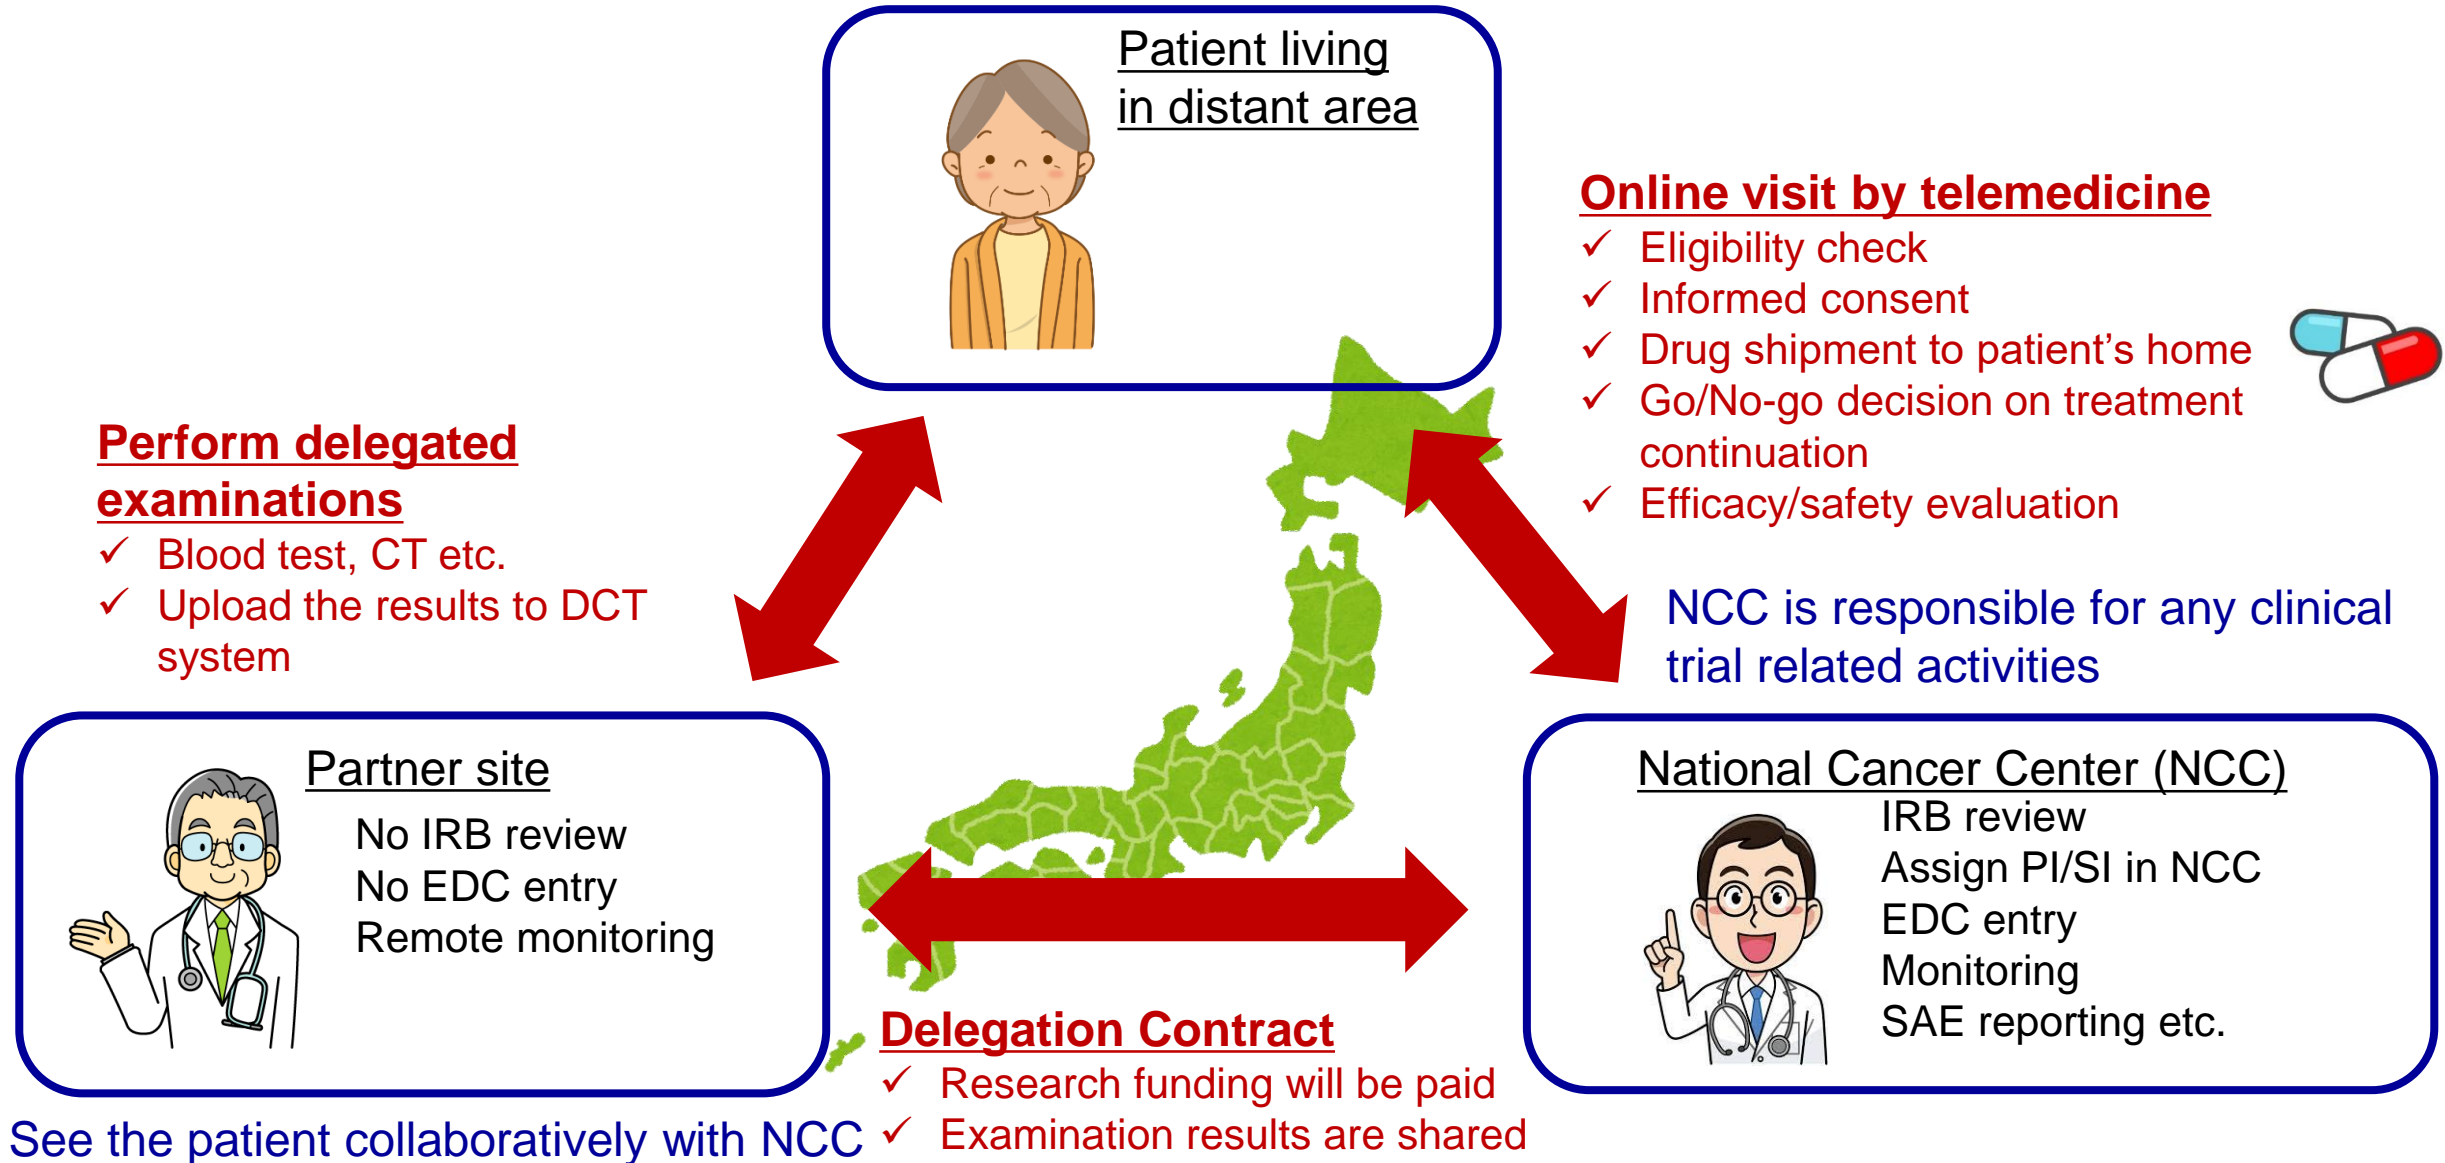 Patient living
in distant area
Online visit by telemedicine
✓ Eligibility check
✓ Informed consent
✓ Drug shipment to patient’s home
✓ Go/No-go decision on treatment
continuation
✓ Efficacy/safety evaluation
Perform delegated
examinations
✓ Blood test, CT etc.
✓ Upload the results to DCT
system
NCC is responsible for any clinical
trial related activities
Partner site
No IRB review
No EDC entry
Remote monitoring
National Cancer Center (NCC)
IRB review
Assign PI/SI in NCC
EDC entry
Monitoring
SAE reporting etc.
Delegation Contract
✓ Research funding will be paid
✓ Examination results are shared
See the patient collaboratively with NCC